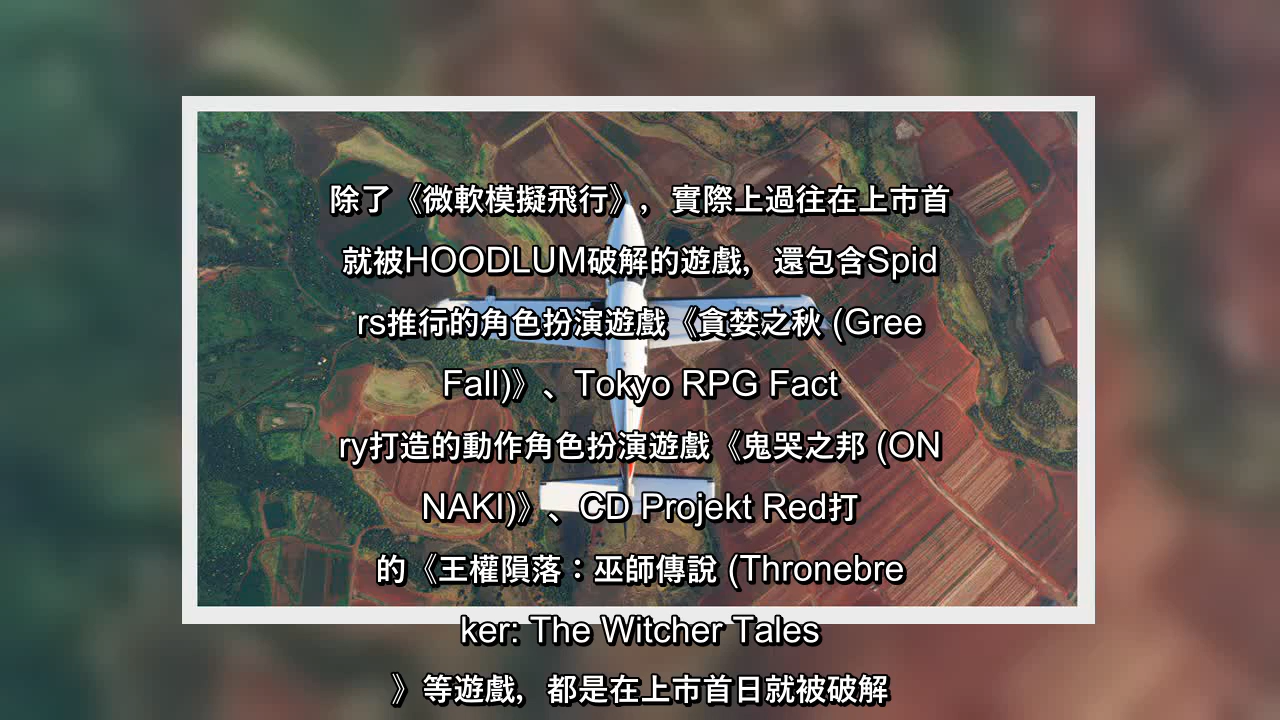 除了《微軟模擬飛行》，實際上過往在上市首
就被HOODLUM破解的遊戲，還包含Spid
rs推行的角色扮演遊戲《貪婪之秋 (Gree
Fall)》、Tokyo RPG Fact
ry打造的動作角色扮演遊戲《鬼哭之邦 (ON
NAKI)》、CD Projekt Red打
的《王權隕落：巫師傳說 (Thronebre
ker: The Witcher Tales
》等遊戲，都是在上市首日就被破解